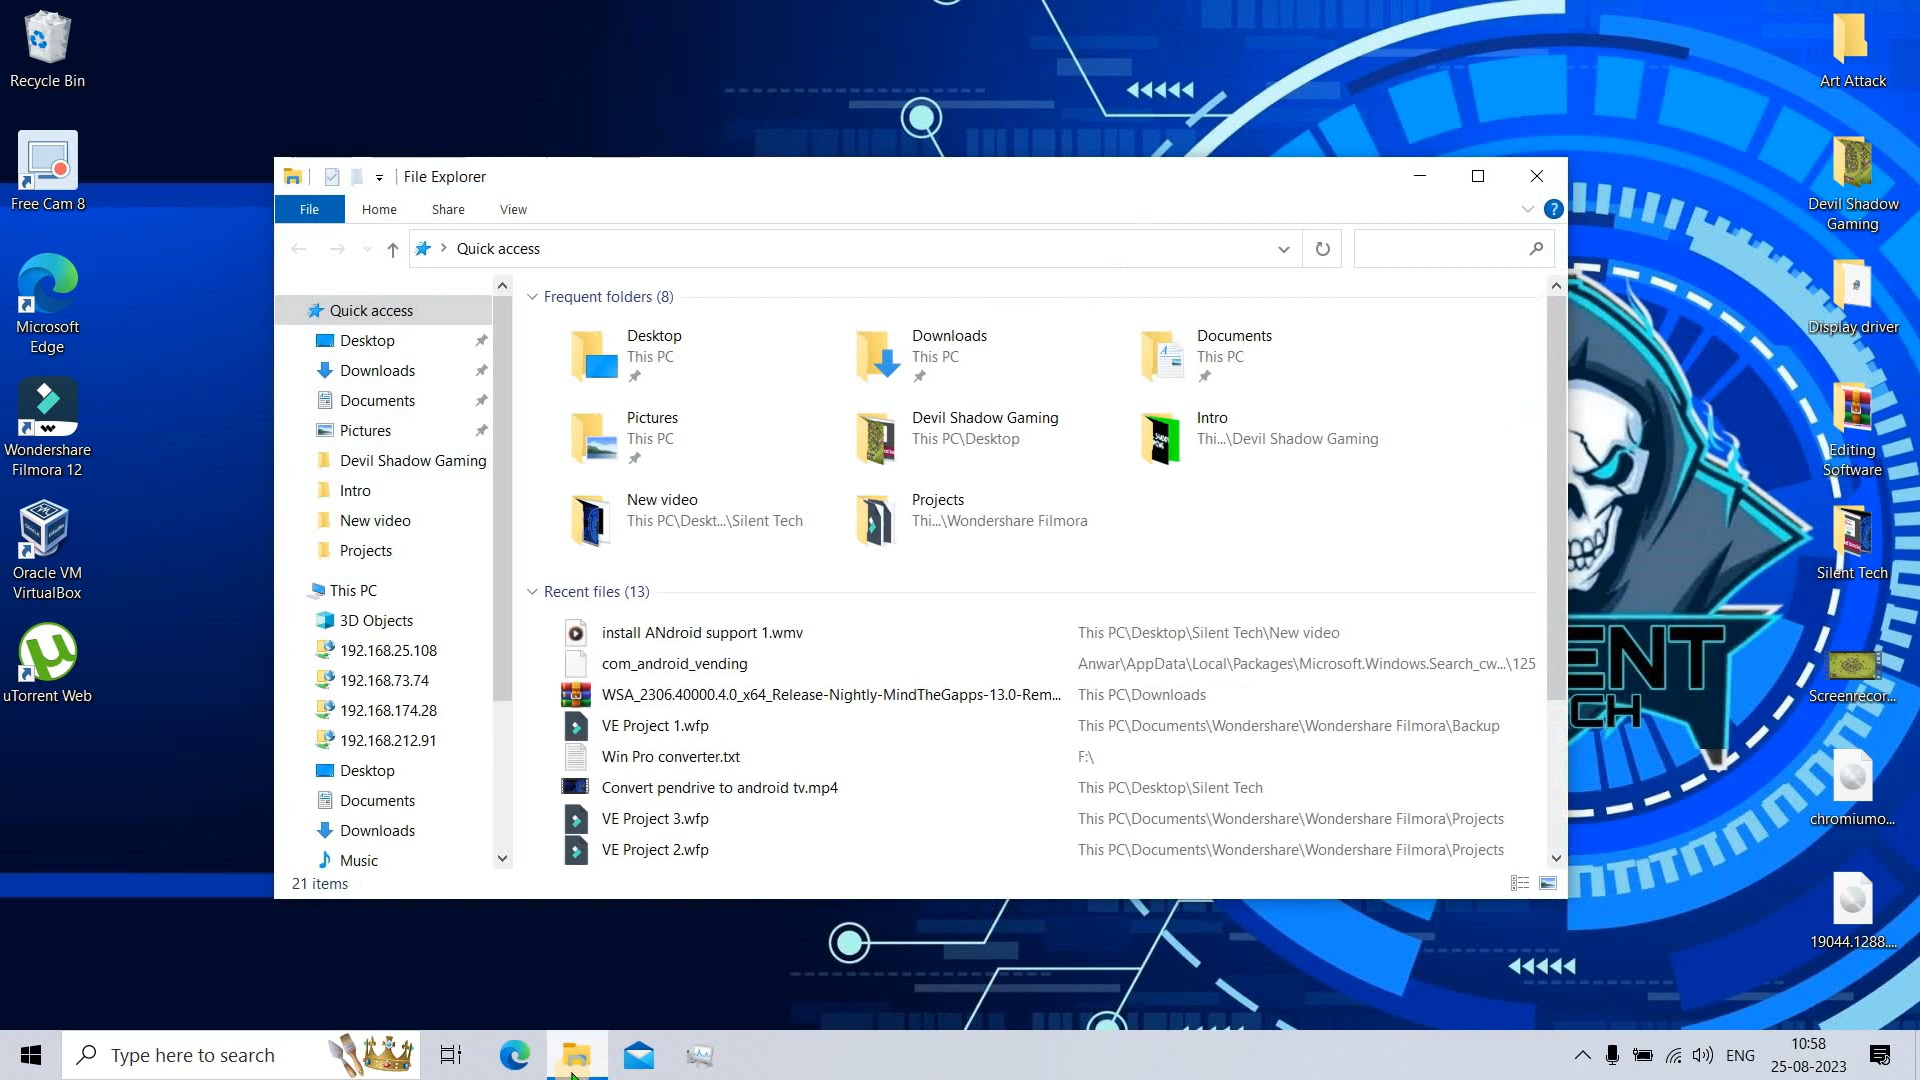 Recycle Bin
Free Cam 8
Microsoft
Edge
Wondershare
Filmora 12
Oracle VM
VirtualBox
uTorrent Web
File Explorer
File
Home
Share
View
?
Quick access
Quick access
Desktop
Downloads
Documents
Pictures
Devil Shadow Gaming
Intro
New video
Projects
This PC
3D Objects
192.168.25.108
192.168.73.74
192.168.174.28
192.168.212.91
Desktop
Documents
Downloads
Music
21 items
Frequent folders (8)
Desktop
This PC
Downloads
This PC
Documents
This PC
Pictures
This PC
Devil Shadow Gaming
This PC\Desktop
Intro
Thi...\Devil Shadow Gaming
New video
This PC\Deskt...\Silent Tech
Projects
Thi...\Wondershare Filmora
Recent files (13)
install ANdroid support 1.wmv This PC\Desktop\Silent Tech\New video
com_android_vending Anwar\AppData\Local\Packages\Microsoft.Windows.Search_cw...\125
WSA_2306.40000.4.0_x64_Release-Nightly-MindTheGapps-13.0-Rem... This PC\Downloads
VE Project 1.wfp This PC\Documents\Wondershare\Wondershare Filmora\Backup
Win Pro converter.txt F:\
Convert pendrive to android tv.mp4 This PC\Desktop\Silent Tech
VE Project 3.wfp This PC\Documents\Wondershare\Wondershare Filmora\Projects
VE Project 2.wfp This PC\Documents\Wondershare\Wondershare Filmora\Projects
Art Attack
Devil Shadow
Gaming
Display driver
Editing
Software
Silent Tech
Screenrecor...
chromiumo...
19044.1288....
ENT
CH
Type here to search
ENG
10:58
25-08-2023